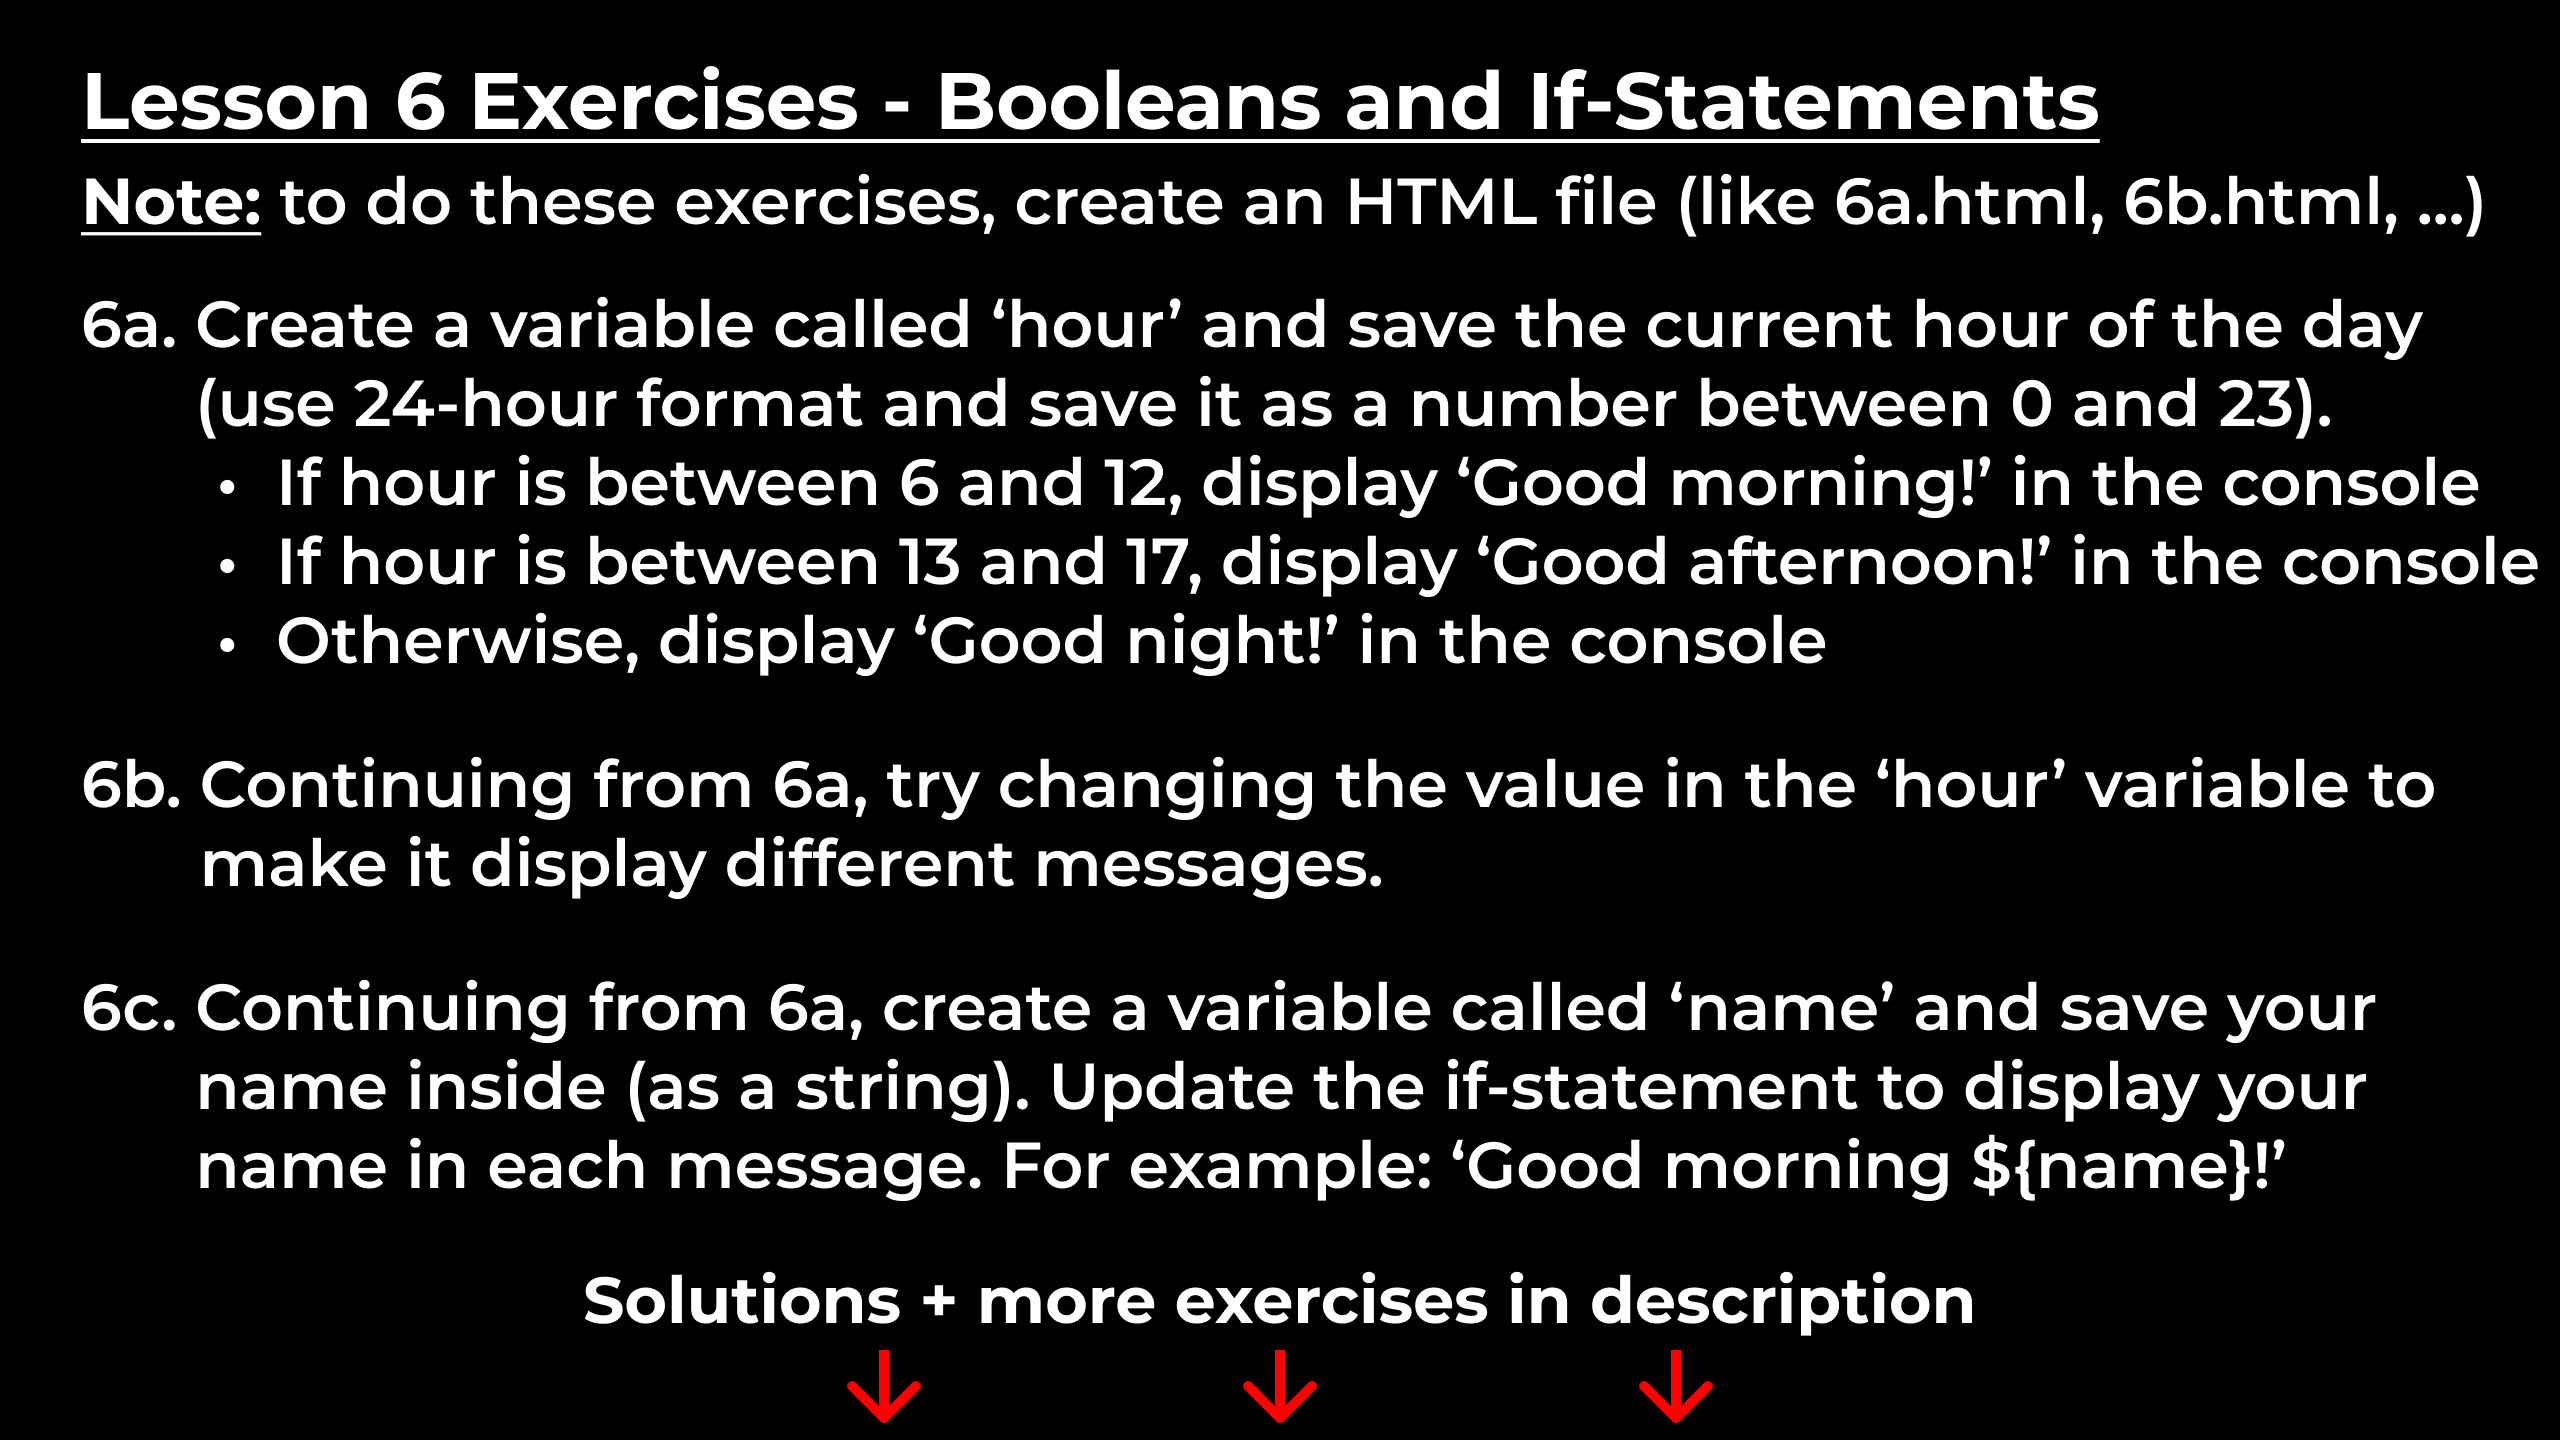 Lesson 6 Exercises - Booleans and If-Statements
Note: to do these exercises, create an HTML file (like 6a.html, 6b.html, ...)
6a. Create a variable called ‘hour’ and save the current hour of the day
(use 24-hour format and save it as a number between 0 and 23).
• If hour is between 6 and 12, display ‘Good morning!’ in the console
• If hour is between 13 and 17, display ‘Good afternoon!’ in the console
• Otherwise, display ‘Good night!’ in the console
6b. Continuing from 6a, try changing the value in the ‘hour’ variable to
make it display different messages.
6c. Continuing from 6a, create a variable called ‘name’ and save your
name inside (as a string). Update the if-statement to display your
name in each message. For example: ‘Good morning ${name}!’
Solutions + more exercises in description